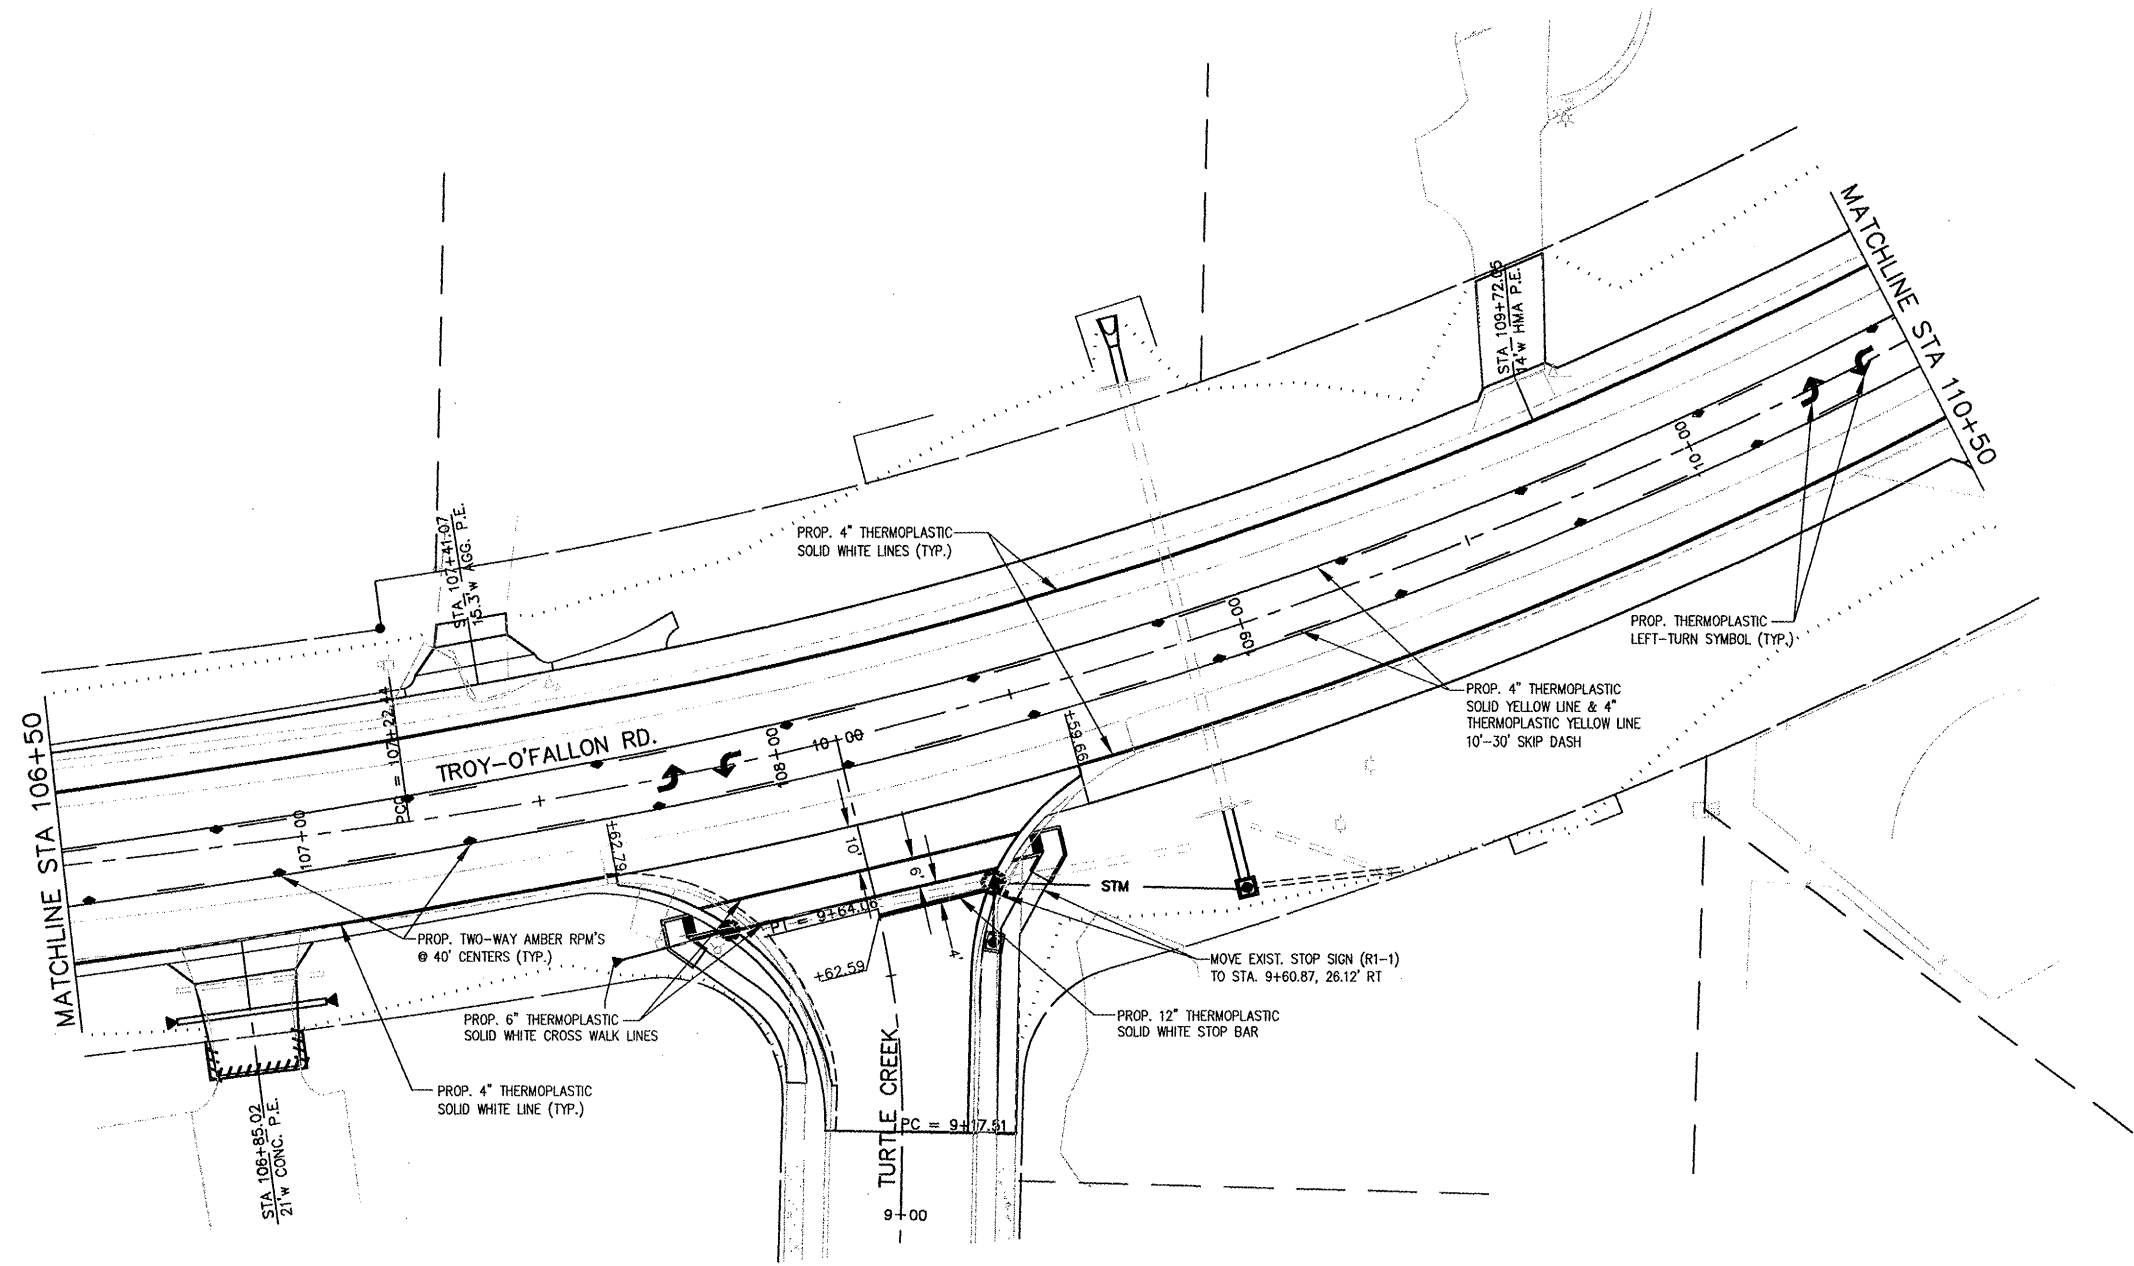 MATCHLINE STA 106+50
MATCHLINE STA 110+50
STA 109+72.05
14'w HMA P.E.
STA 107+41.07
15.3'w AGG. P.E.
PROP. 4" THERMOPLASTIC
SOLID WHITE LINES (TYP.)
PCC = 107+22.44
TROY-O'FALLON RD.
107+00
108+00
10+00
109+00
110+00
+59.66
+62.79
10'
6'
4'
PT = 9+64.06
+62.59
STM
PROP. THERMOPLASTIC
LEFT-TURN SYMBOL (TYP.)
PROP. 4" THERMOPLASTIC
SOLID YELLOW LINE & 4"
THERMOPLASTIC YELLOW LINE
10'-30' SKIP DASH
PROP. TWO-WAY AMBER RPM'S
@ 40' CENTERS (TYP.)
MOVE EXIST. STOP SIGN (R1-1)
TO STA. 9+60.87, 26.12' RT
PROP. 6" THERMOPLASTIC
SOLID WHITE CROSS WALK LINES
PROP. 12" THERMOPLASTIC
SOLID WHITE STOP BAR
PROP. 4" THERMOPLASTIC
SOLID WHITE LINE (TYP.)
STA 106+85.02
21'w CONC. P.E.
TURTLE CREEK
PC = 9+17.51
9+00